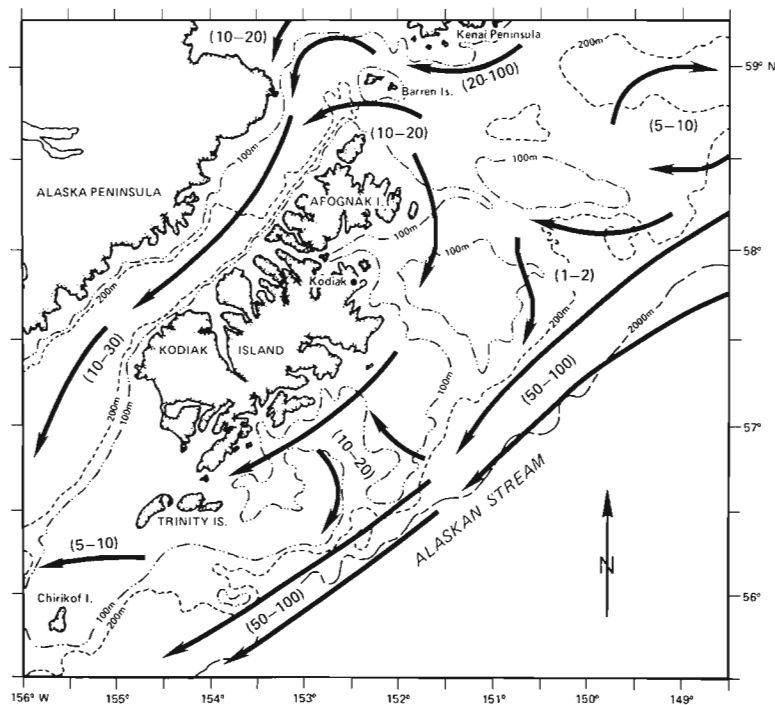 (10–20)
Kenai Peninsula
200m
59° N
(20-100)
Barren Is.
(10–20)
(5–10)
100m
100m
ALASKA PENINSULA
AFOGNAK I.
100m
58°
100m
Kodiak
(1–2)
200m
200m
2000m
(10–30)
KODIAK ISLAND
(50–100)
100m
200m
100m
57°
(10–20)
ALASKAN STREAM
TRINITY IS.
N
(5–10)
Chirikof I.
100m
200m
(50–100)
56°
156° W 155° 154° 153° 152° 151° 150° 149°